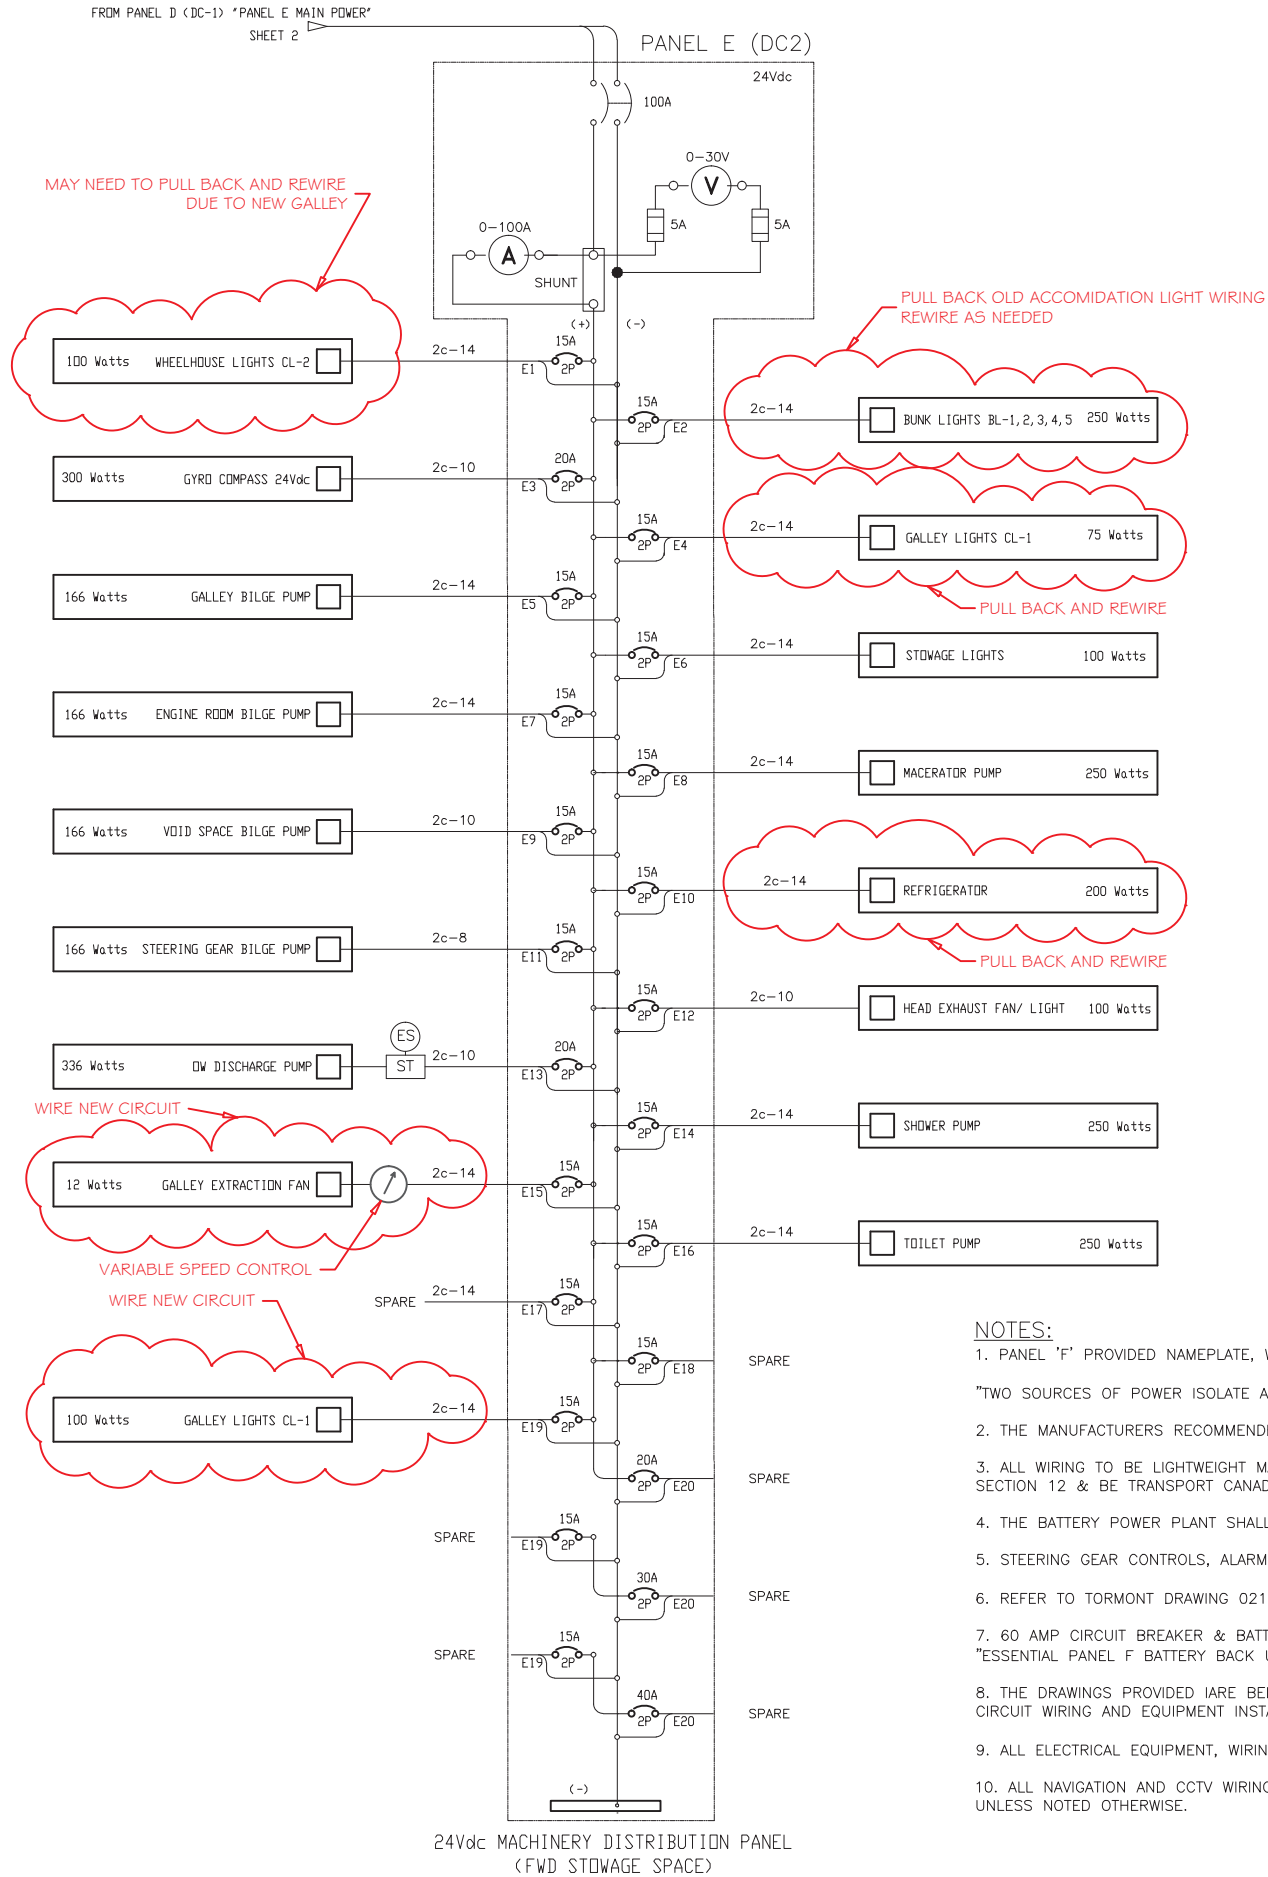 FROM PANEL D (DC-1) "PANEL E MAIN POWER"
SHEET 2
PANEL E (DC2)
24Vdc
100A
0-30V
V
5A
5A
0-100A
A
SHUNT
(+)
(-)
MAY NEED TO PULL BACK AND REWIRE
DUE TO NEW GALLEY
PULL BACK OLD ACCOMIDATION LIGHT WIRING
REWIRE AS NEEDED
100 Watts WHEELHOUSE LIGHTS CL-2
2c-14
E1
15A
2P
15A
2P
E2
2c-14
BUNK LIGHTS BL-1,2,3,4,5 250 Watts
300 Watts GYRO COMPASS 24Vdc
2c-10
E3
20A
2P
15A
2P
E4
2c-14
GALLEY LIGHTS CL-1 75 Watts
PULL BACK AND REWIRE
166 Watts GALLEY BILGE PUMP
2c-14
E5
15A
2P
15A
2P
E6
2c-14
STOWAGE LIGHTS 100 Watts
166 Watts ENGINE ROOM BILGE PUMP
2c-14
E7
15A
2P
15A
2P
E8
2c-14
MACERATOR PUMP 250 Watts
166 Watts VOID SPACE BILGE PUMP
2c-10
E9
15A
2P
15A
2P
E10
2c-14
REFRIGERATOR 200 Watts
PULL BACK AND REWIRE
166 Watts STEERING GEAR BILGE PUMP
2c-8
E11
15A
2P
15A
2P
E12
2c-10
HEAD EXHAUST FAN/ LIGHT 100 Watts
336 Watts OW DISCHARGE PUMP
ES
ST
2c-10
E13
20A
2P
15A
2P
E14
2c-14
SHOWER PUMP 250 Watts
WIRE NEW CIRCUIT
12 Watts GALLEY EXTRACTION FAN
2c-14
E15
15A
2P
VARIABLE SPEED CONTROL
15A
2P
E16
2c-14
TOILET PUMP 250 Watts
WIRE NEW CIRCUIT
SPARE
2c-14
E17
15A
2P
15A
2P
E18
SPARE
100 Watts GALLEY LIGHTS CL-1
2c-14
E19
15A
2P
20A
2P
E20
SPARE
SPARE
E19
15A
2P
30A
2P
E20
SPARE
SPARE
E19
15A
2P
40A
2P
E20
SPARE
(-)
24Vdc MACHINERY DISTRIBUTION PANEL
(FWD STOWAGE SPACE)
NOTES:
1. PANEL 'F' PROVIDED NAMEPLATE,
"TWO SOURCES OF POWER ISOLATE
2. THE MANUFACTURERS
3. ALL WIRING TO BE LIGHTWEIGHT
SECTION 12 & BE TRANSPORT
4. THE BATTERY POWER PLANT SHALL
5. STEERING GEAR CONTROLS, ALARM
6. REFER TO TORMONT DRAWING 021
7. 60 AMP CIRCUIT BREAKER &
"ESSENTIAL PANEL F BATTERY BACK
8. THE DRAWINGS PROVIDED IARE
CIRCUIT WIRING AND EQUIPMENT
9. ALL ELECTRICAL EQUIPMENT,
10. ALL NAVIGATION AND CCTV
UNLESS NOTED OTHERWISE.